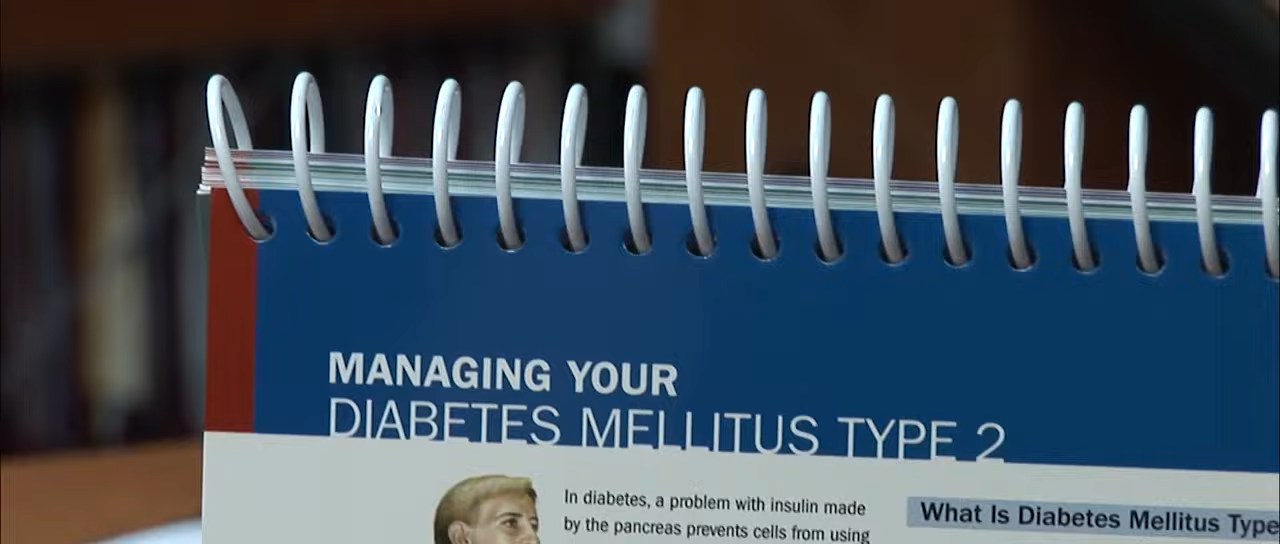 MANAGING YOUR
DIABETES MELLITUS TYPE 2
In diabetes, a problem with insulin made
by the pancreas prevents cells from using
What Is Diabetes Mellitus Type